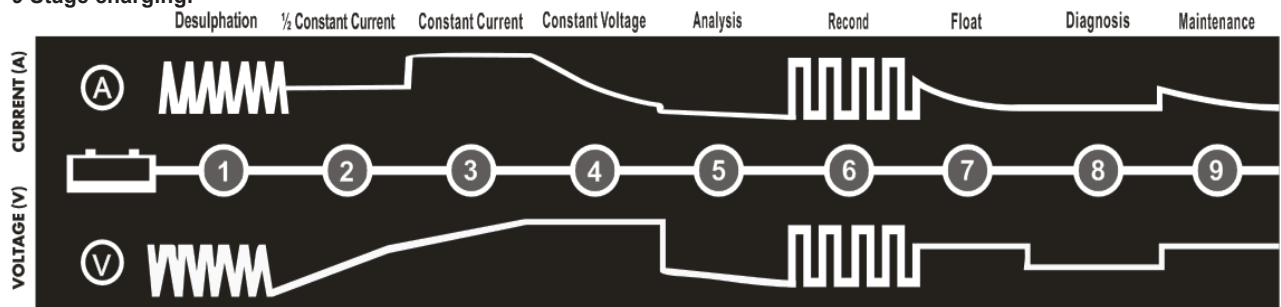 Stage charging:
Desulphation ½ Constant Current Constant Current Constant Voltage Analysis Recond Float Diagnosis Maintenance
CURRENT (A)
A
1 2 3 4 5 6 7 8 9
VOLTAGE (V)
V